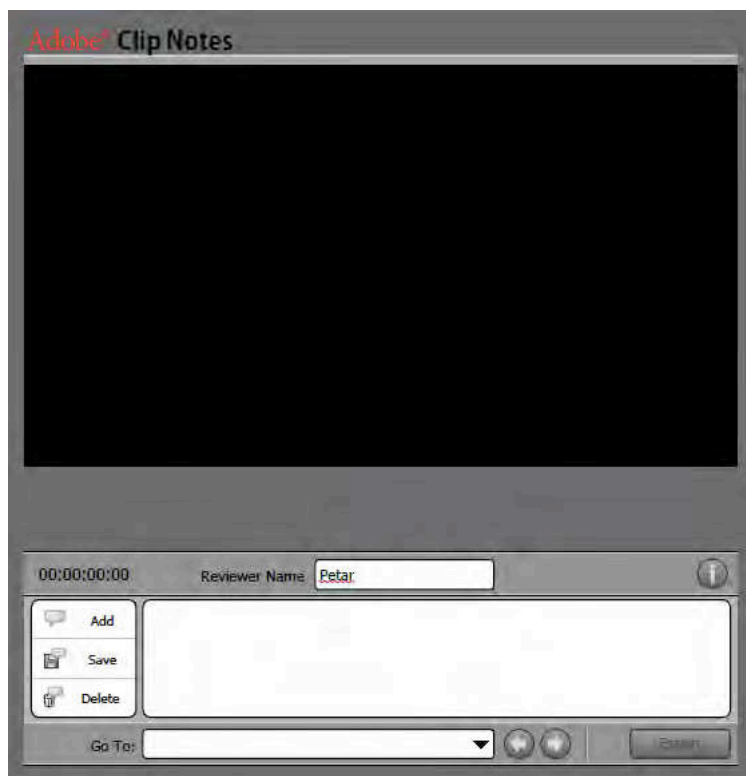 Adobe® Clip Notes
00:00:00:00 Reviewer Name Petar
Add
Save
Delete
Go To: